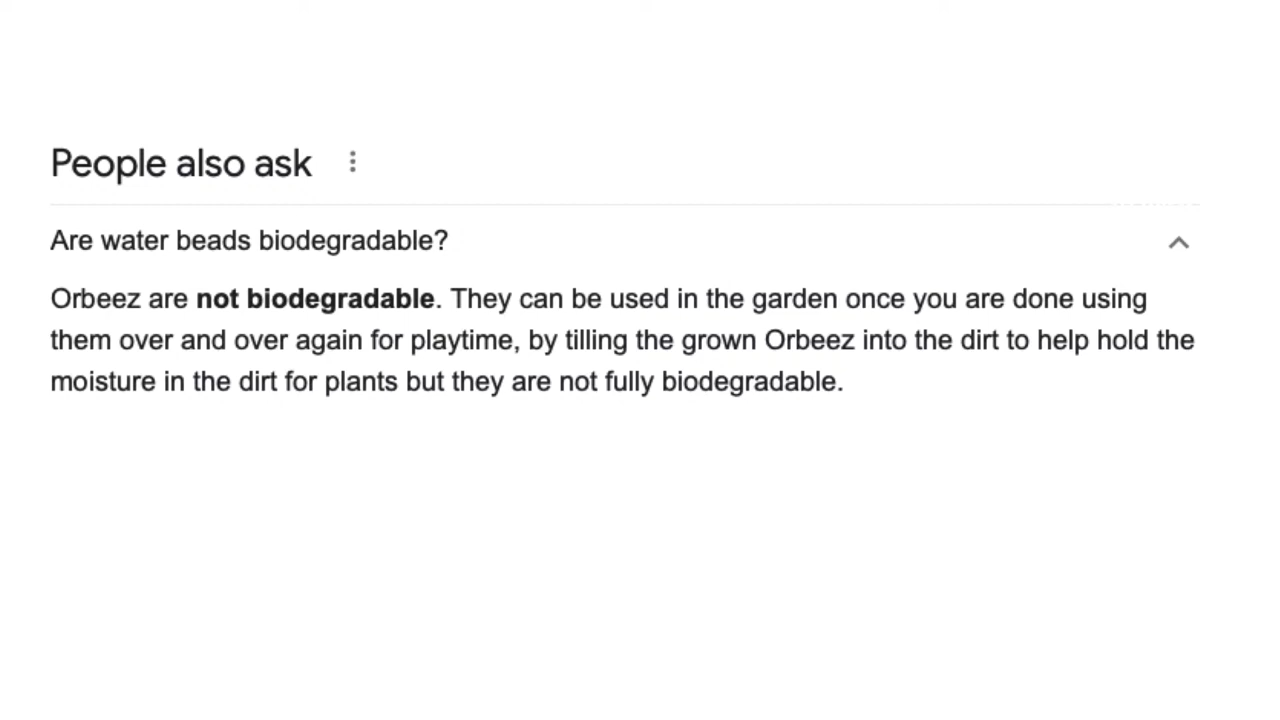 People also ask
Are water beads biodegradable?
Orbeez are not biodegradable. They can be used in the garden once you are done using
them over and over again for playtime, by tilling the grown Orbeez into the dirt to help hold the
moisture in the dirt for plants but they are not fully biodegradable.